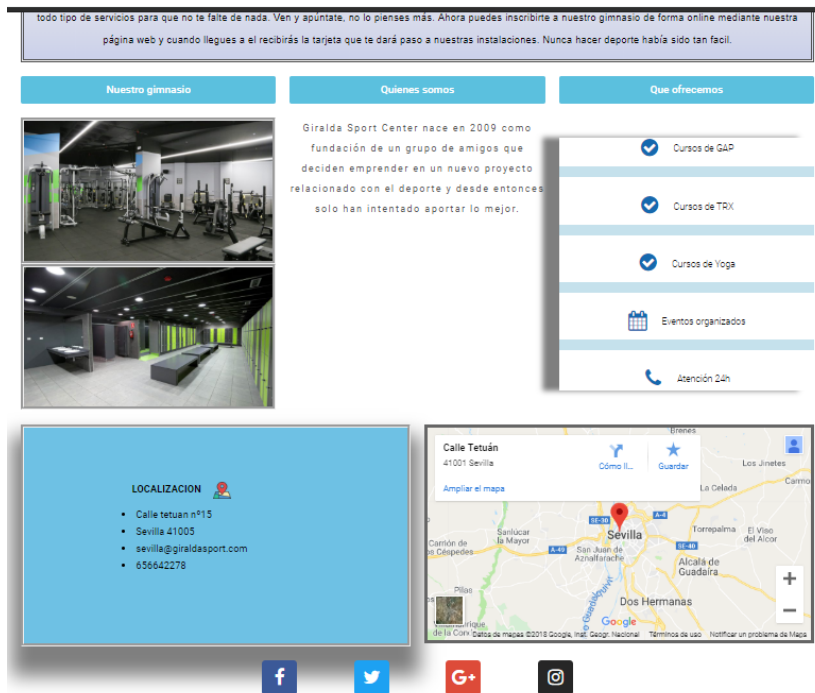 todo tipo de servicios para que no te falte de nada. Ven y apúntate, no lo pienses más. Ahora puedes inscribirte a nuestro gimnasio de forma online mediante nuestra
página web y cuando llegues a el recibirás la tarjeta que te dará paso a nuestras instalaciones. Nunca hacer deporte había sido tan facil.
Nuestro gimnasio
Quienes somos
Giralda Sport Center nace en 2009 como
fundación de un grupo de amigos que
deciden emprender en un nuevo proyecto
relacionado con el deporte y desde entonces
solo han intentado aportar lo mejor.
Que ofrecemos
Cursos de GAP
Cursos de TRX
Cursos de Yoga
Eventos organizados
Atención 24h
LOCALIZACION
• Calle tetuan nº15
• Sevilla 41005
• sevilla@giraldasport.com
• 656642278
Calle Tetuán
41001 Sevilla
Ampliar el mapa
Cómo ll...
Guardar
Brenes
Los Jinetes
La Celada
Carmo
SE-30
A-4
Sevilla
Torrepalma
El Viso
del Alcor
Sanlúcar
la Mayor
Carrión de
os Céspedes
A-49
San Juan de
Aznalfarache
SE-40
Alcalá de
Guadaíra
Pilas
Guadalquivir
Dos Hermanas
+
−
Google
de la Con
Datos de mapas ©2018 Google, Inst. Geogr. Nacional
Términos de uso
Notificar un problema de Maps
f
G+